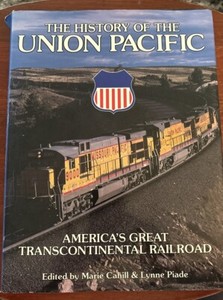 THE HISTORY OF THE
UNION PACIFIC
AMERICA'S GREAT
TRANSCONTINENTAL RAILROAD
Edited by Marie Cahill & Lynne Piade